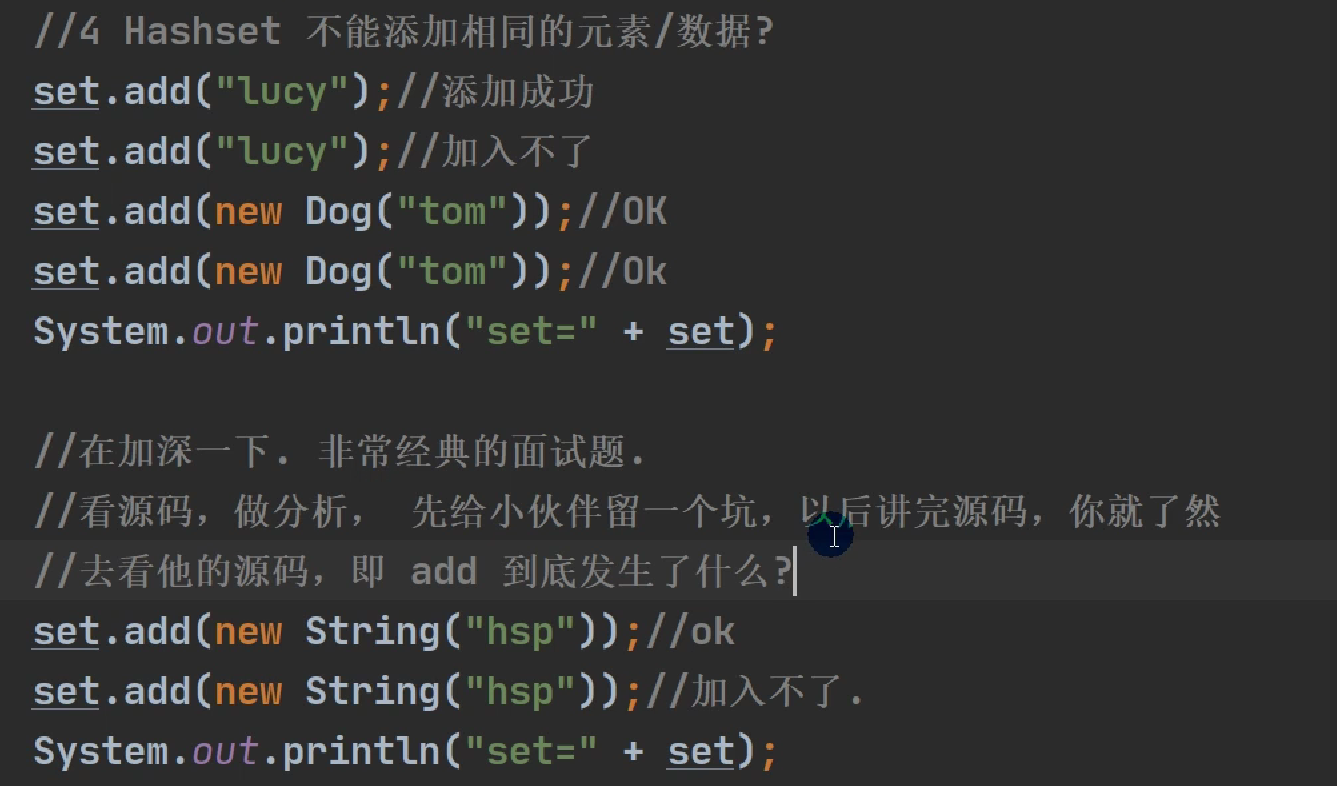 //4 Hashset 不能添加相同的元素/数据?
set.add("lucy");//添加成功
set.add("lucy");//加入不了
set.add(new Dog("tom"));//OK
set.add(new Dog("tom"));//Ok
System.out.println("set=" + set);
//在加深一下. 非常经典的面试题.
//看源码，做分析， 先给小伙伴留一个坑，以后讲完源码，你就了然
//去看他的源码，即 add 到底发生了什么?
set.add(new String("hsp"));//ok
set.add(new String("hsp"));//加入不了.
System.out.println("set=" + set);